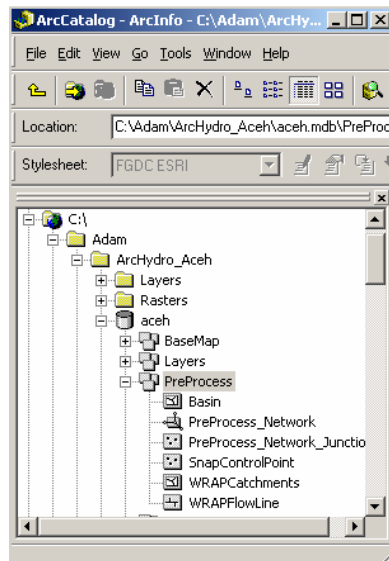 ArcCatalog - ArcInfo - C:\Adam\ArcHy...
File Edit View Go Tools Window Help
Location: C:\Adam\ArcHydro_Aceh\aceh.mdb\PreProc
Stylesheet: FGDC ESRI
C:\
Adam
ArcHydro_Aceh
Layers
Rasters
aceh
BaseMap
Layers
PreProcess
Basin
PreProcess_Network
PreProcess_Network_Junctio
SnapControlPoint
WRAPCatchments
WRAPFlowLine